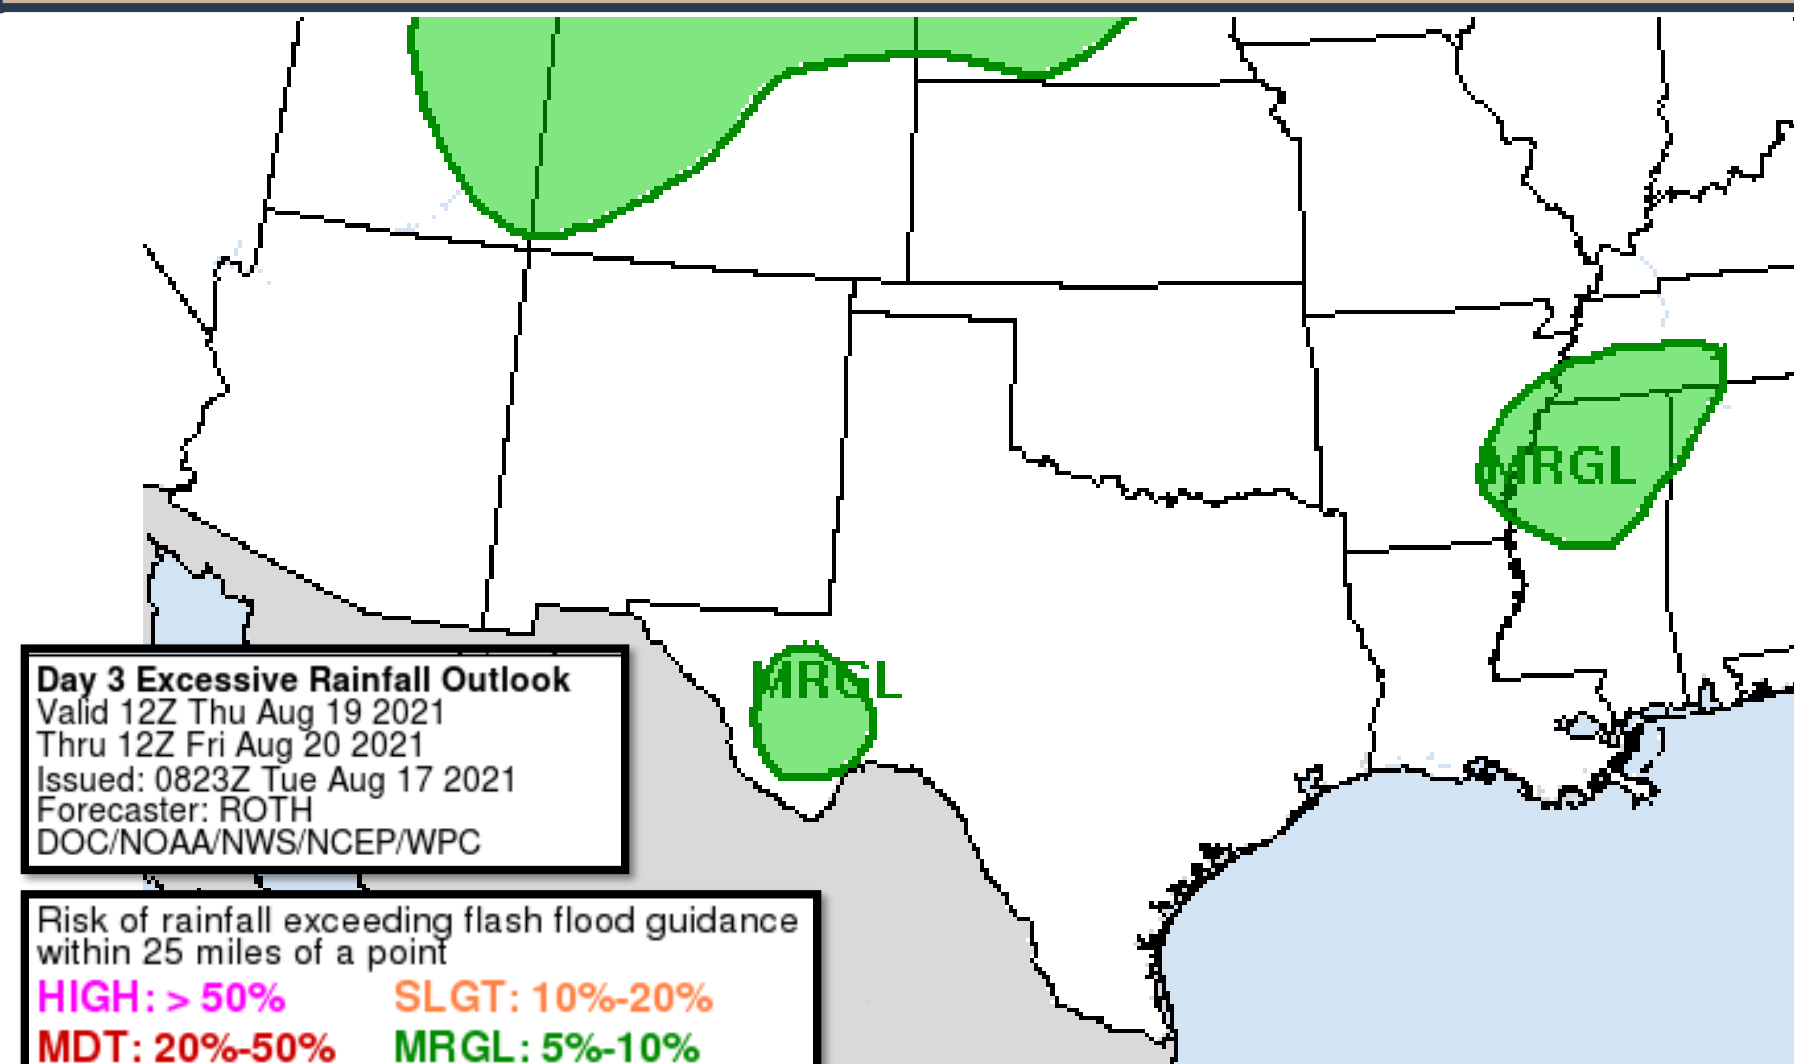 MRGL
MRGL
Day 3 Excessive Rainfall Outlook
Valid 12Z Thu Aug 19 2021
Thru 12Z Fri Aug 20 2021
Issued: 0823Z Tue Aug 17 2021
Forecaster: ROTH
DOC/NOAA/NWS/NCEP/WPC
Risk of rainfall exceeding flash flood guidance
within 25 miles of a point
HIGH: > 50% SLGT: 10%-20%
MDT: 20%-50% MRGL: 5%-10%